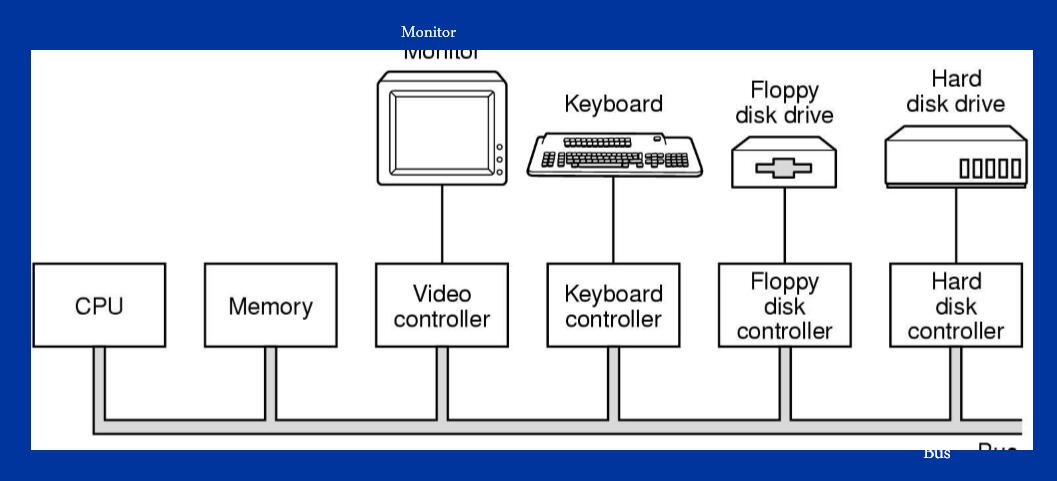 Monitor
Monitor
Keyboard
Floppy
disk drive
Hard
disk drive
CPU
Memory
Video
controller
Keyboard
controller
Floppy
disk
controller
Hard
disk
controller
Bus
Bus